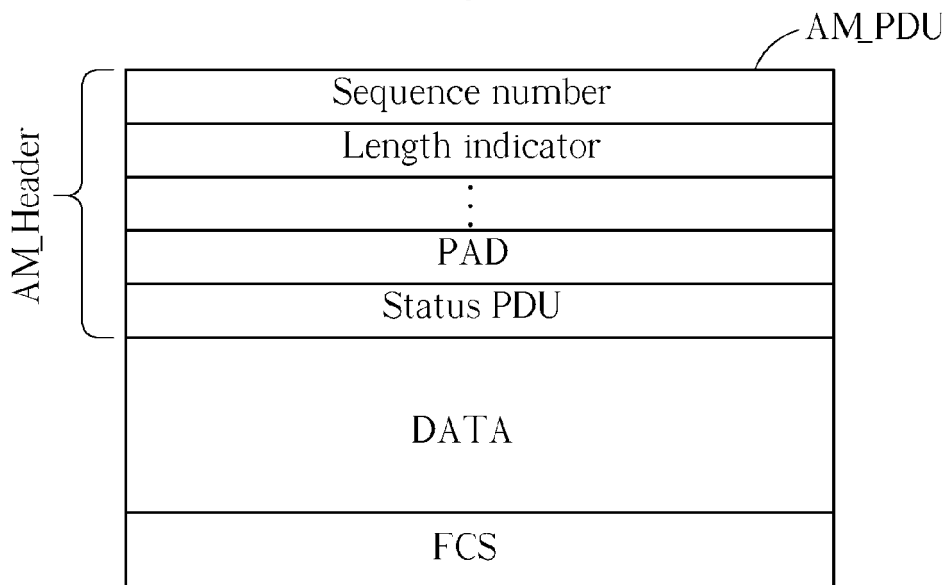 AM_PDU
AM_Header
Sequence number
Length indicator
⋮
PAD
Status PDU
DATA
FCS